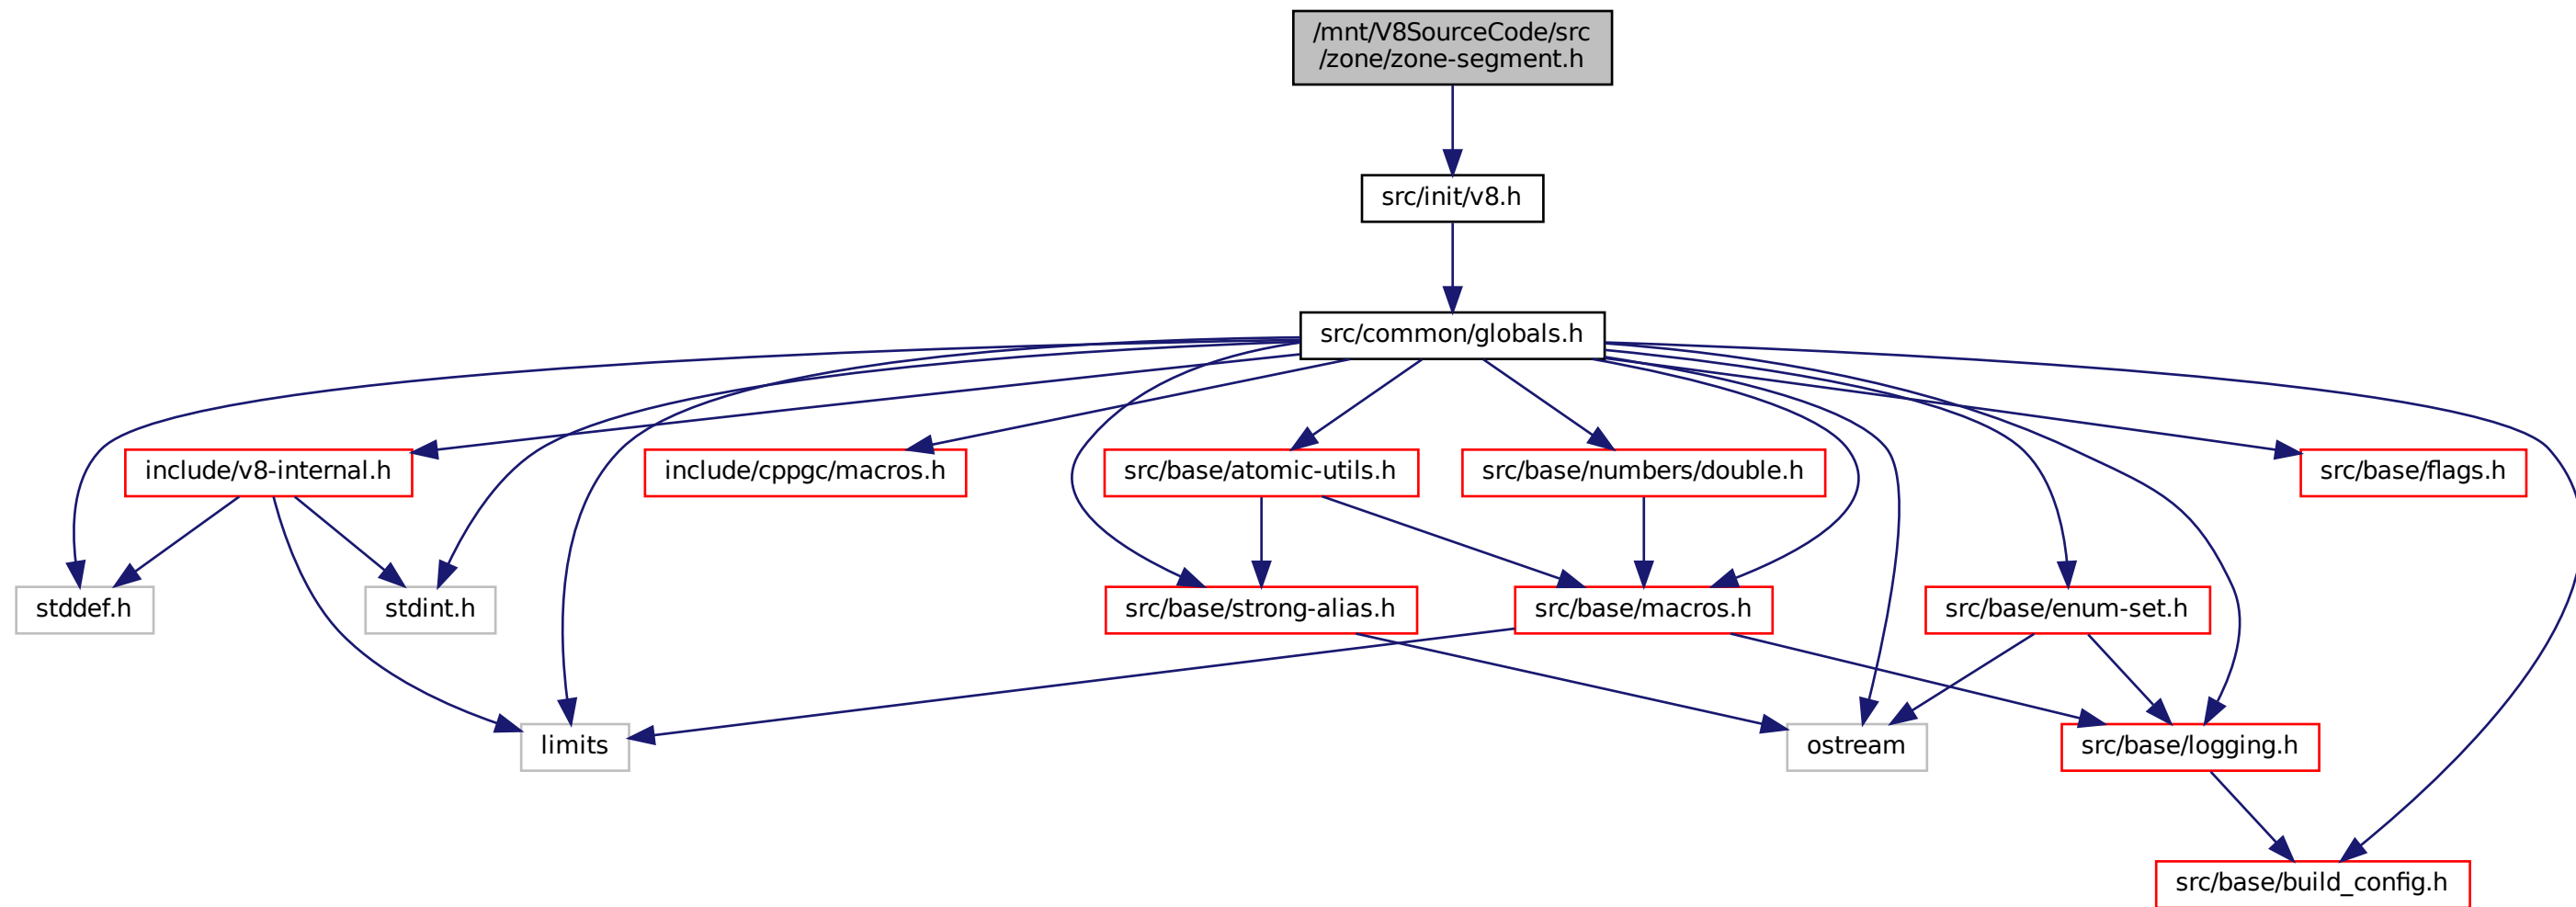 /mnt/V8SourceCode/src
/zone/zone-segment.h
src/init/v8.h
src/common/globals.h
include/v8-internal.h
include/cppgc/macros.h
src/base/atomic-utils.h
src/base/numbers/double.h
src/base/flags.h
stddef.h
stdint.h
src/base/strong-alias.h
src/base/macros.h
src/base/enum-set.h
limits
ostream
src/base/logging.h
src/base/build_config.h